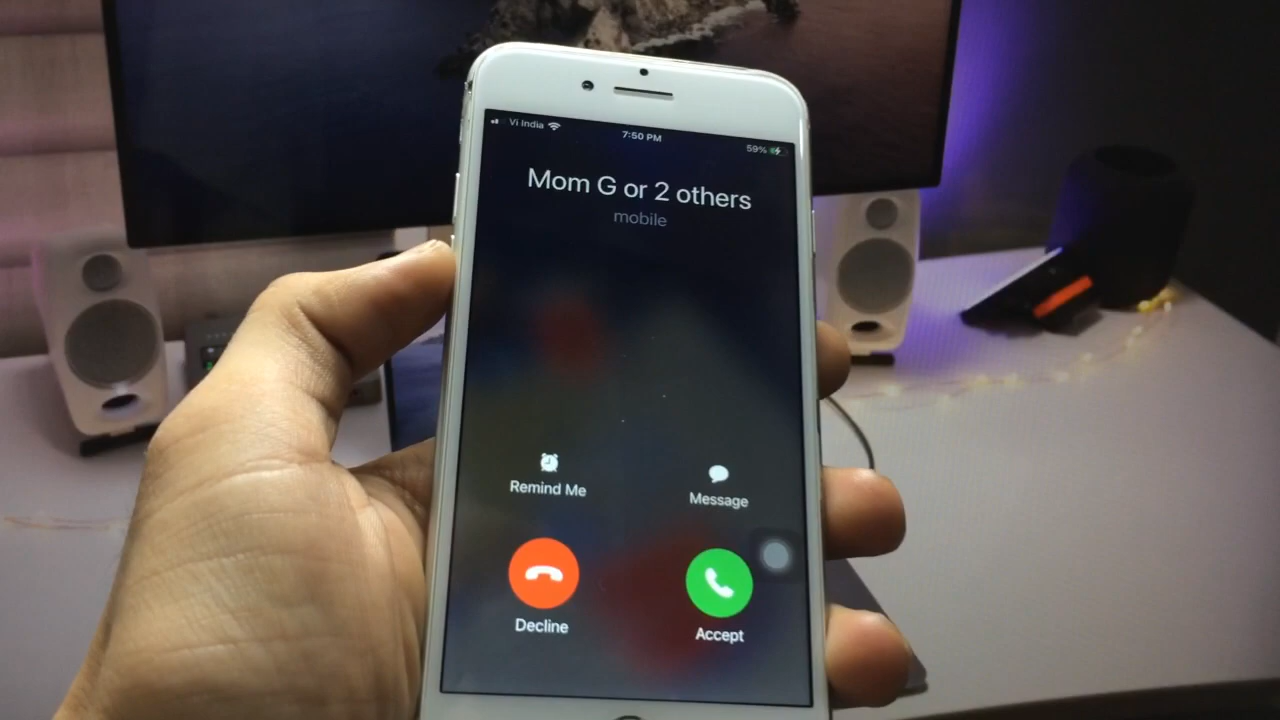 Vi India
7:50 PM
59%
Mom G or 2 others
mobile
Remind Me
Message
Decline
Accept